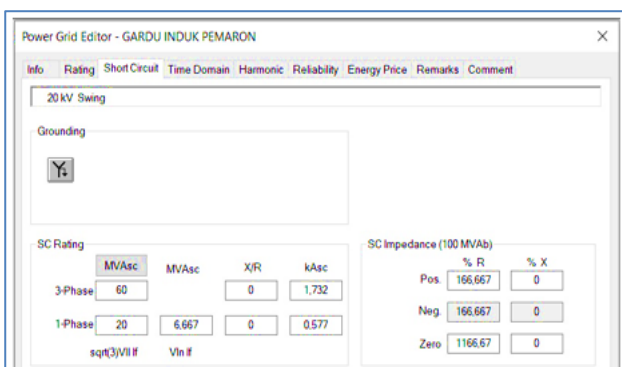 Power Grid Editor - GARDU INDUK PEMARON
Info Rating Short Circuit Time Domain Harmonic Reliability Energy Price Remarks Comment
20 kV Swing
Grounding
SC Rating
MVAsc MVAsc X/R kAsc
3-Phase 60 0 1,732
1-Phase 20 6,667 0 0,577
sqrt(3)Vll If Vln If
SC Impedance (100 MVAb)
% R % X
Pos. 166,667 0
Neg. 166,667 0
Zero 1166,67 0